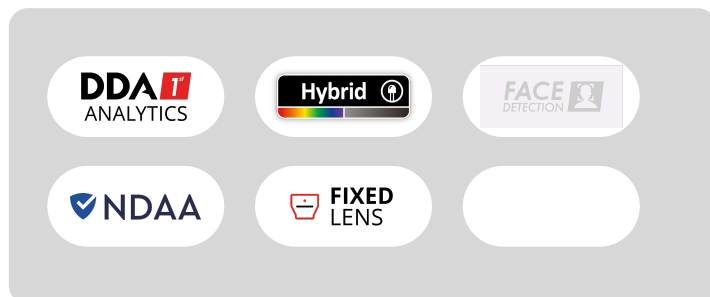 DDA 1st
ANALYTICS
Hybrid
FACE
DETECTION
NDAA
FIXED
LENS